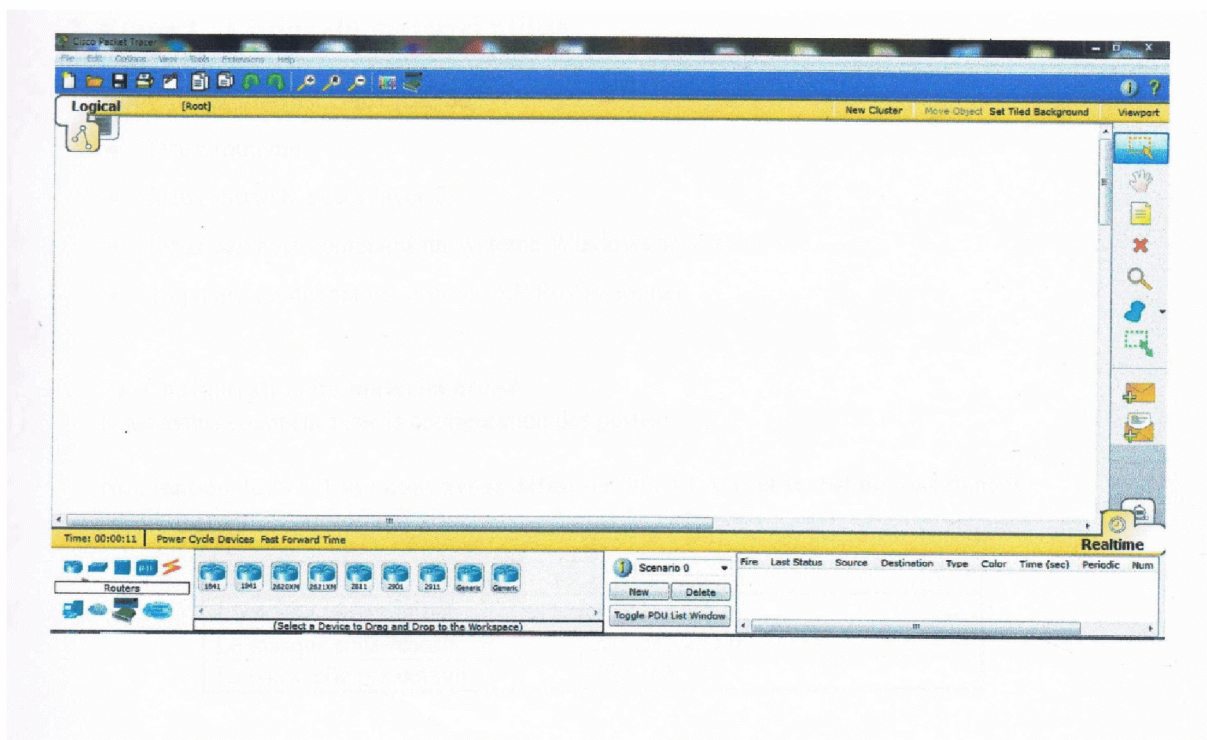 Cisco Packet Tracer
File Edit Options View Tools Extensions Help
Logical [Root] New Cluster Move Object Set Tiled Background Viewport
Time: 00:00:11 Power Cycle Devices Fast Forward Time Realtime
Routers
1841 1941 2620XM 2621XM 2811 2901 2911 Generic Generic
(Select a Device to Drag and Drop to the Workspace)
Scenario 0
New Delete
Toggle PDU List Window
Fire Last Status Source Destination Type Color Time (sec) Periodic Num